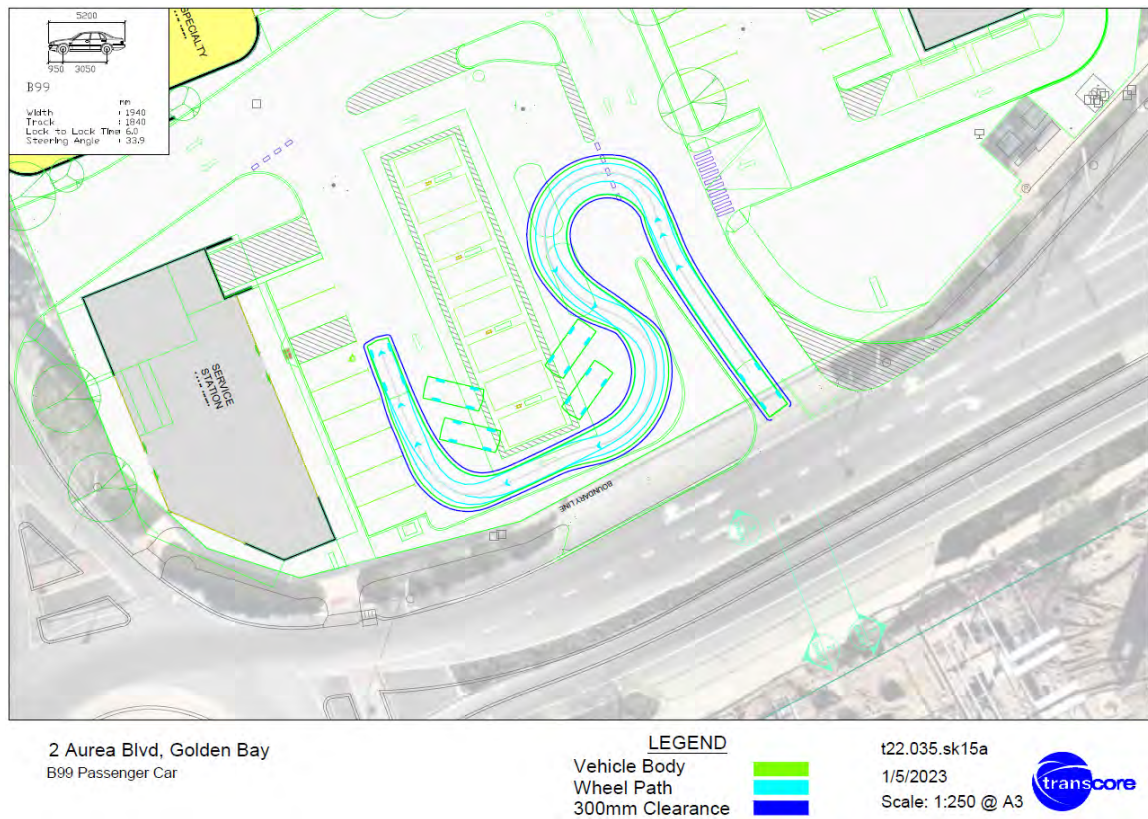 5200
950 3050
B99
mm
Width : 1940
Track : 1840
Lock to Lock Time : 6.0
Steering Angle : 33.9
SPECIALTY
SERVICE
STATION
BOUNDARY LINE
2 Aurea Blvd, Golden Bay
B99 Passenger Car
LEGEND
Vehicle Body
Wheel Path
300mm Clearance
t22.035.sk15a
1/5/2023
Scale: 1:250 @ A3
transcore